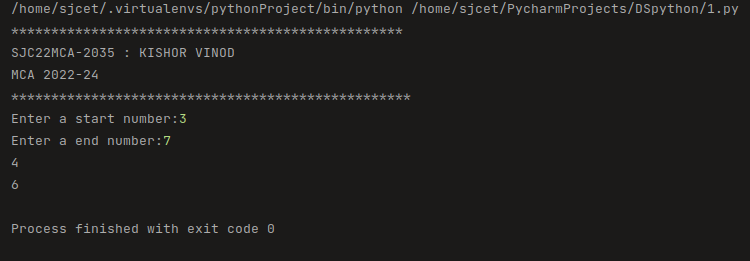 /home/sjcet/.virtualenvs/pythonProject/bin/python /home/sjcet/PycharmProjects/DSpython/1.py
*************************************************
SJC22MCA-2035 : KISHOR VINOD
MCA 2022-24
**************************************************
Enter a start number:3
Enter a end number:7
4
6
Process finished with exit code 0